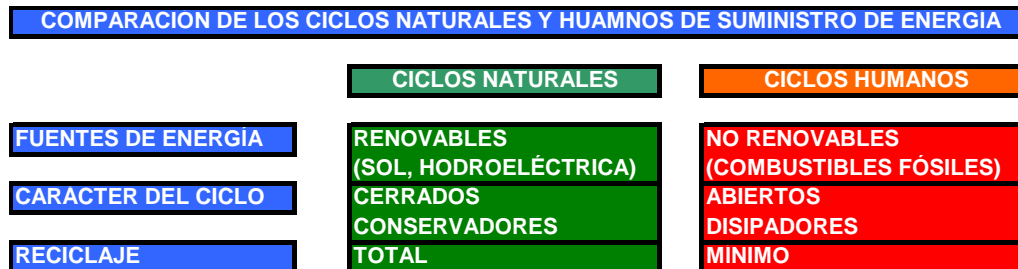 COMPARACION DE LOS CICLOS NATURALES Y HUAMNOS DE SUMINISTRO DE ENERGIA
CICLOS NATURALES CICLOS HUMANOS
FUENTES DE ENERGÍA RENOVABLES NO RENOVABLES
(SOL, HODROELÉCTRICA) (COMBUSTIBLES FÓSILES)
CARACTER DEL CICLO CERRADOS ABIERTOS
CONSERVADORES DISIPADORES
RECICLAJE TOTAL MINIMO